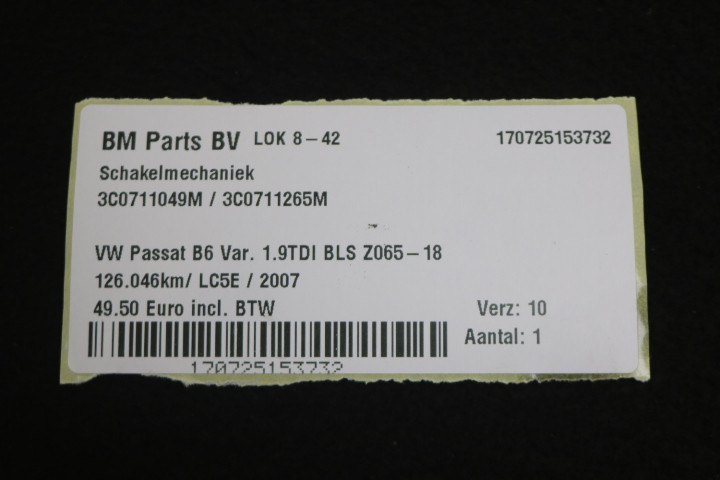 BM Parts BV LOK 8-42 170725153732
Schakelmechaniek
3C0711049M / 3C0711265M
VW Passat B6 Var. 1.9TDI BLS Z065-18
126.046km/ LC5E / 2007
49.50 Euro incl. BTW Verz: 10
Aantal: 1
170725153732